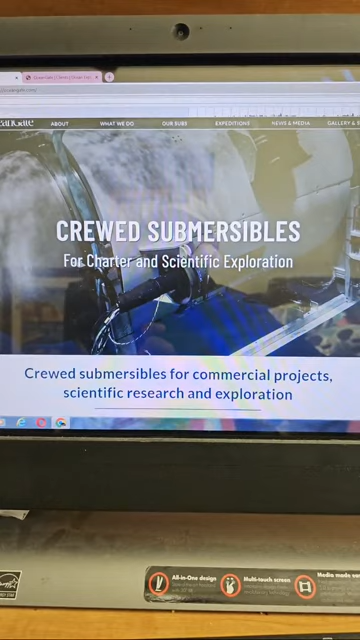 ABOUT WHAT WE DO OUR SUBS EXPEDITIONS NEWS & MEDIA GALLERY &
CREWED SUBMERSIBLES
For Charter and Scientific Exploration
Crewed submersibles for commercial projects,
scientific research and exploration
All-in-One design
Multi-touch screen
Media made